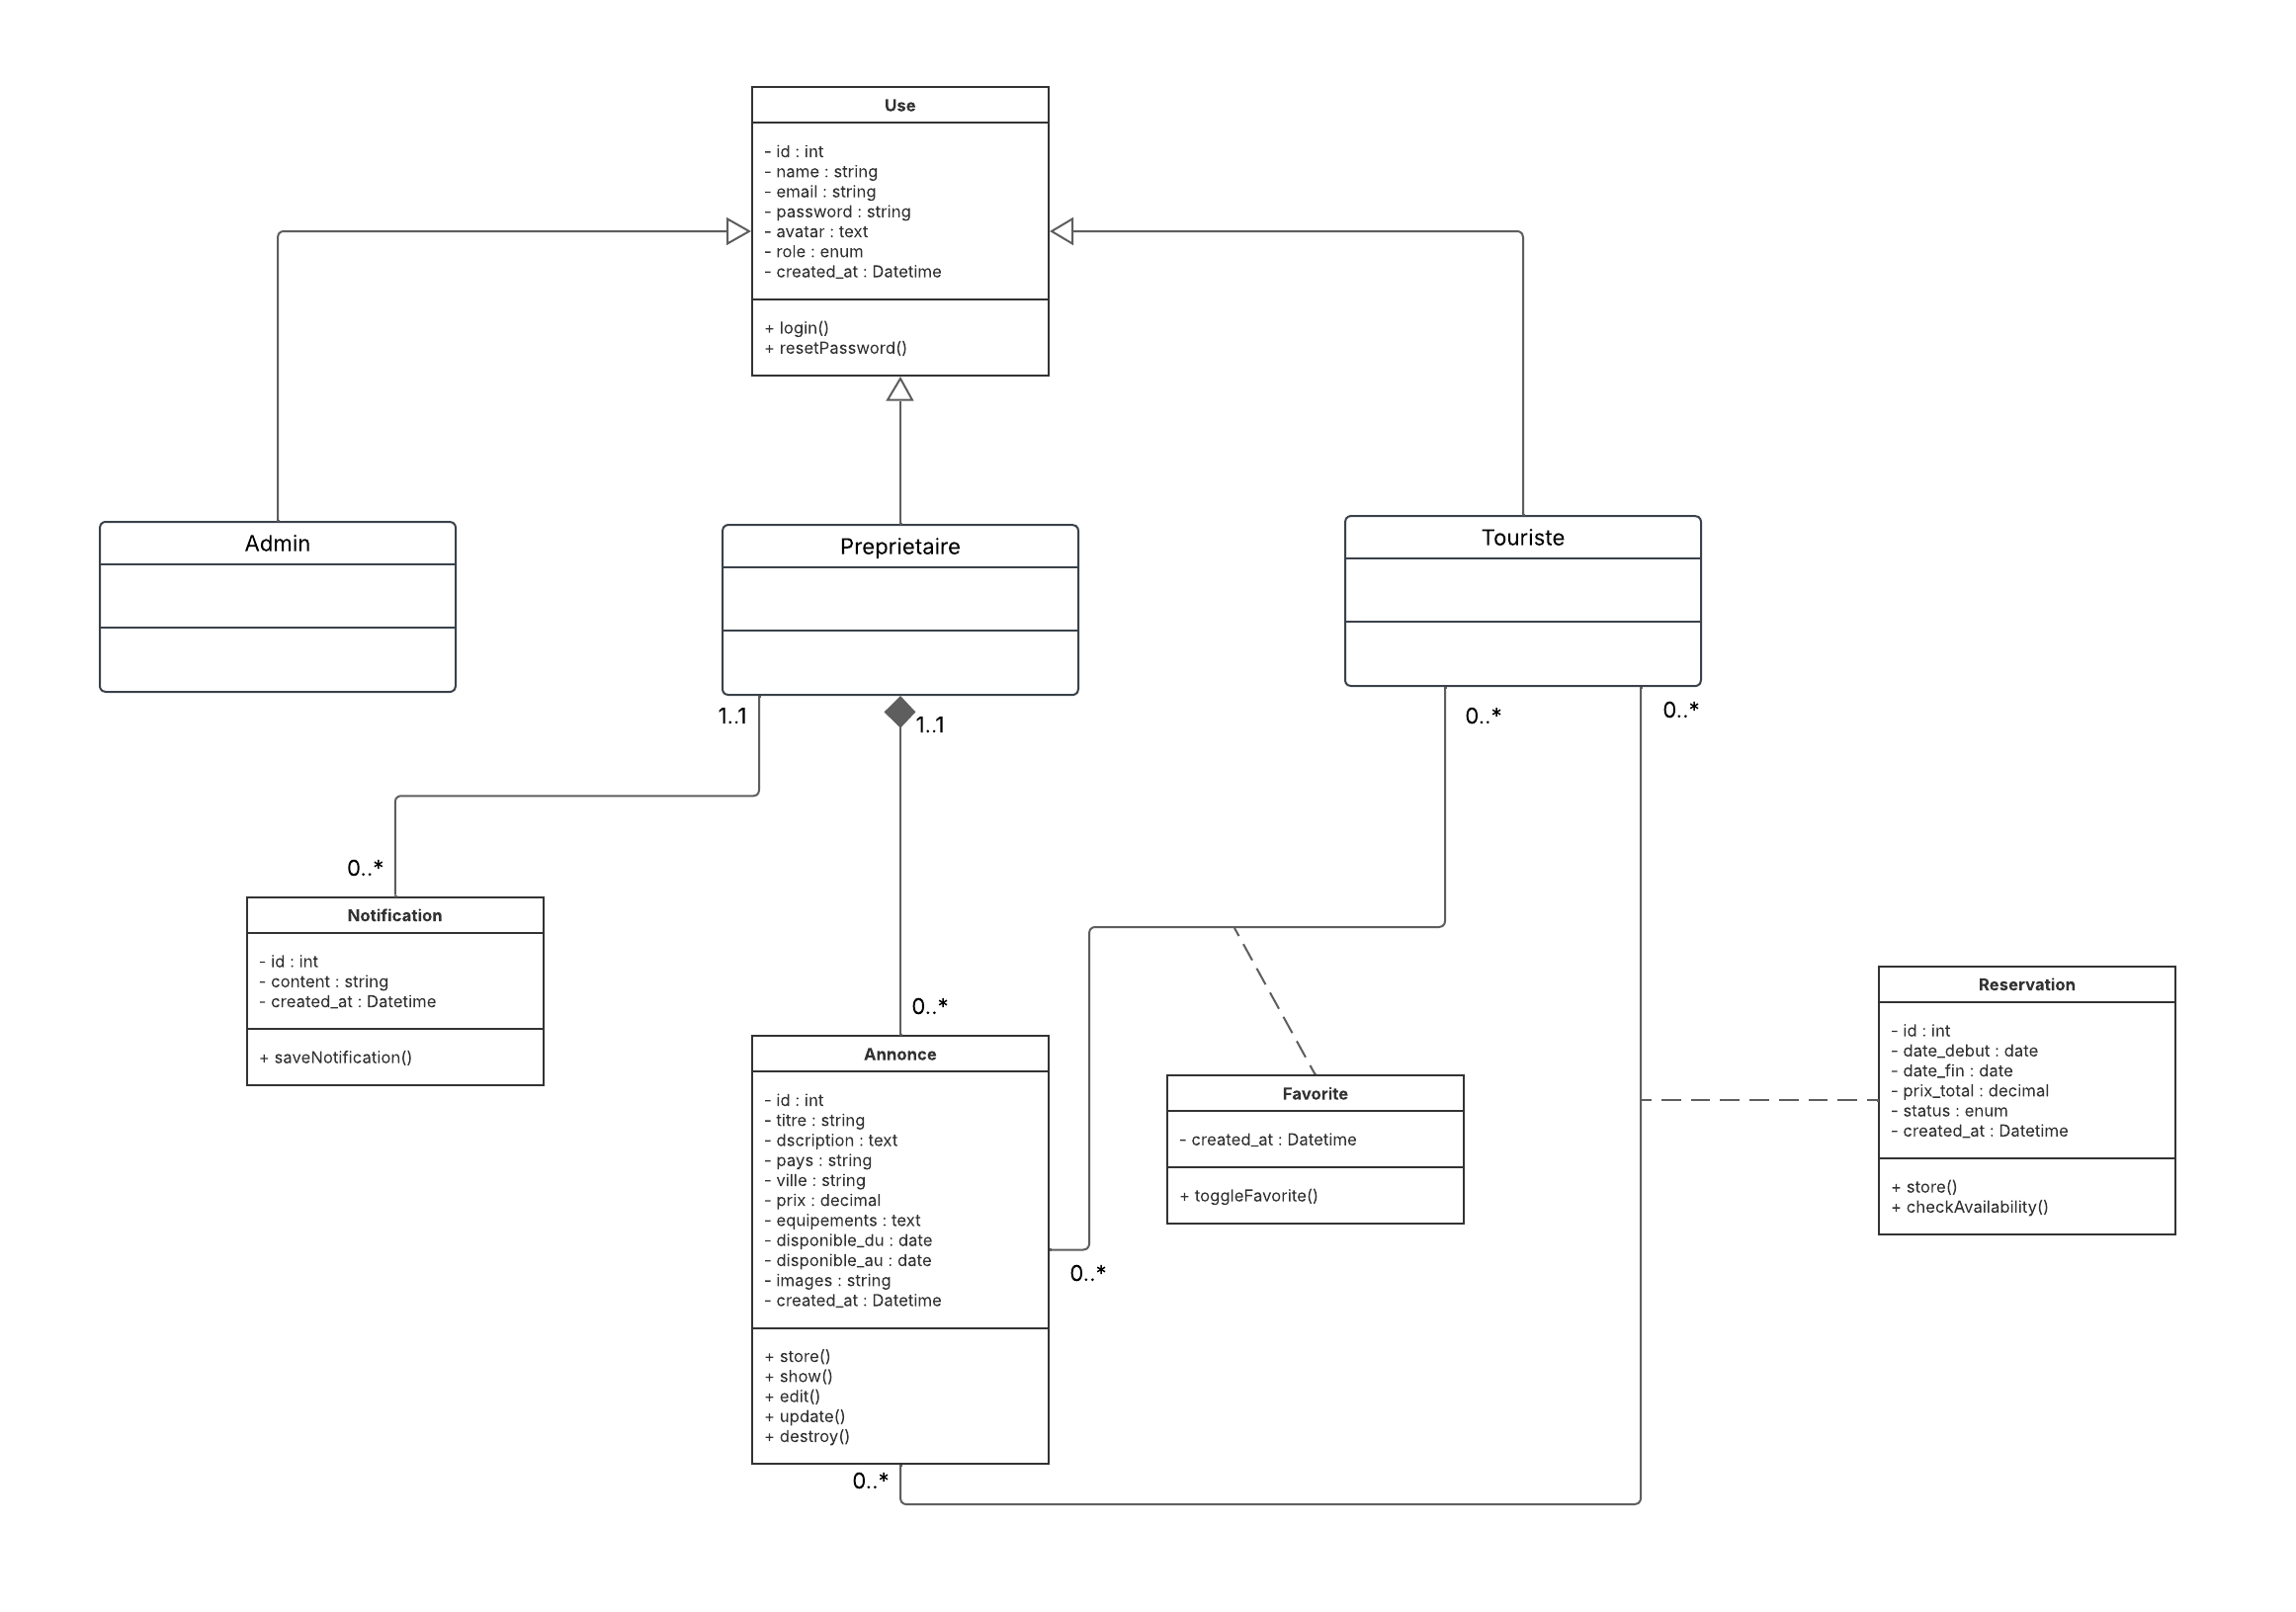 Use
- id : int
- name : string
- email : string
- password : string
- avatar : text
- role : enum
- created_at : Datetime
+ login()
+ resetPassword()
Admin
Preprietaire
Touriste
1..1
1..1
0..*
0..*
0..*
Notification
- id : int
- content : string
- created_at : Datetime
+ saveNotification()
0..*
Annonce
- id : int
- titre : string
- dscription : text
- pays : string
- ville : string
- prix : decimal
- equipements : text
- disponible_du : date
- disponible_au : date
- images : string
- created_at : Datetime
+ store()
+ show()
+ edit()
+ update()
+ destroy()
0..*
0..*
Favorite
- created_at : Datetime
+ toggleFavorite()
Reservation
- id : int
- date_debut : date
- date_fin : date
- prix_total : decimal
- status : enum
- created_at : Datetime
+ store()
+ checkAvailability()